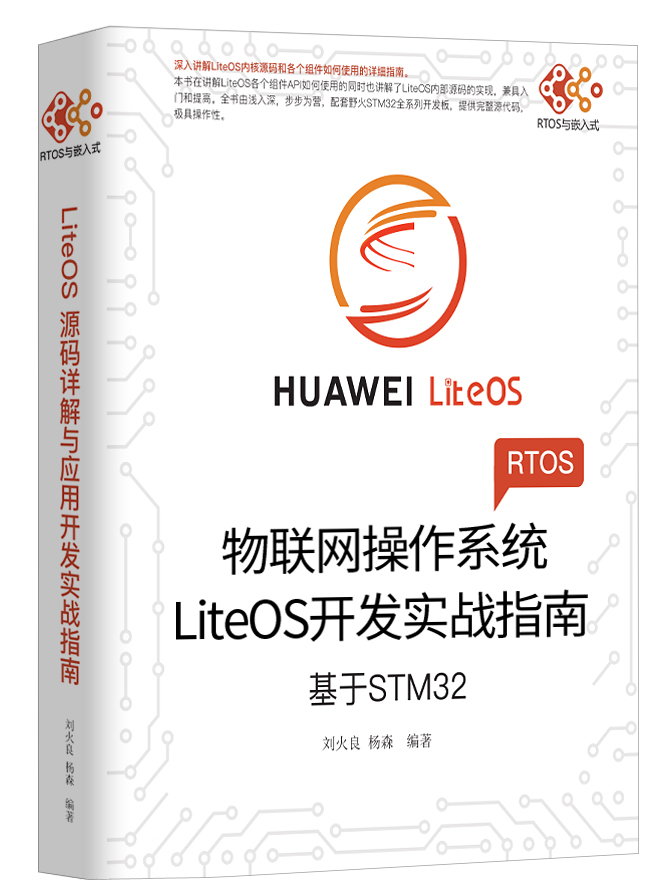 深入讲解LiteOS内核源码和各个组件如何使用的详细指南。
本书在讲解LiteOS各个组件API如何使用的同时也讲解了LiteOS内部源码的实现，兼具入
门和提高，全书由浅入深，步步为营，配套野火STM32全系列开发板，提供完整源代码，
极具操作性。
RTOS与嵌入式
HUAWEI LiteOS
RTOS
物联网操作系统
LiteOS开发实战指南
基于STM32
刘火良 杨森 编著
RTOS与嵌入式
LiteOS 源码详解与应用开发实战指南
刘火良 杨森 编著